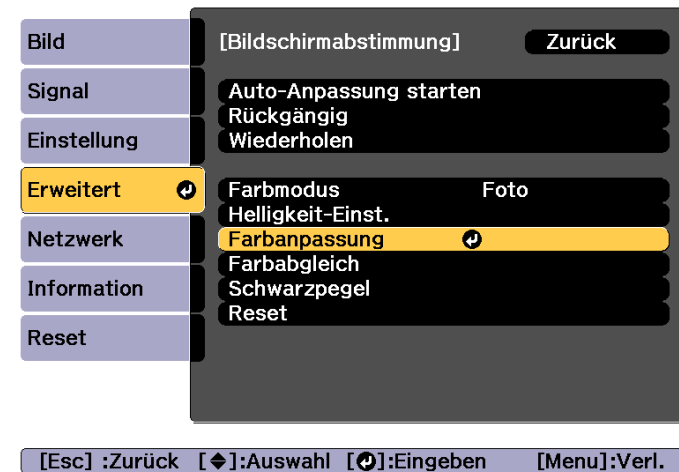 Bild
Signal
Einstellung
Erweitert
Netzwerk
Information
Reset
[Bildschirmabstimmung] Zurück
Auto-Anpassung starten
Rückgängig
Wiederholen
Farbmodus Foto
Helligkeit-Einst.
Farbanpassung
Farbabgleich
Schwarzpegel
Reset
[Esc] :Zurück [◆]:Auswahl [↵]:Eingeben [Menu]:Verl.